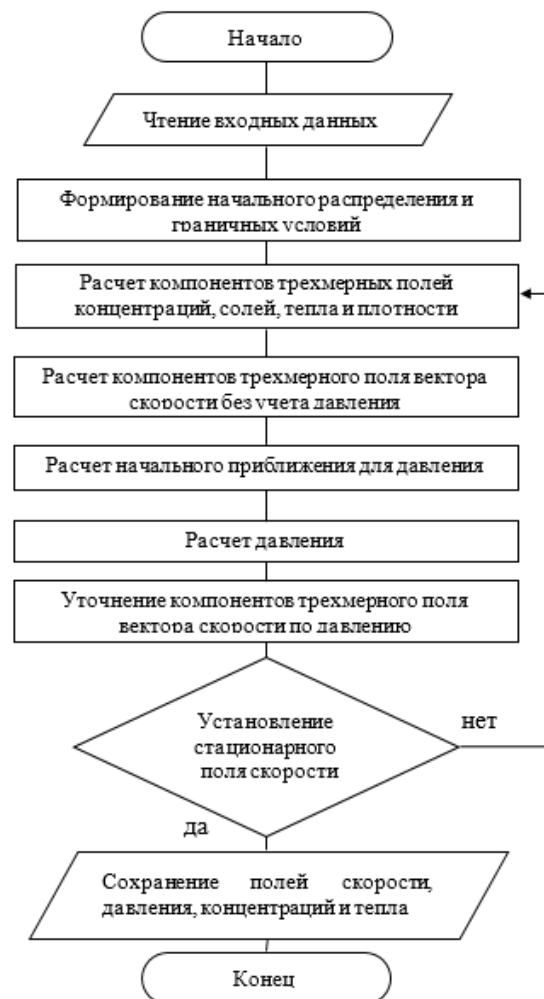 Начало
Чтение входных данных
Формирование начального распределения и
граничных условий
Расчет компонентов трехмерных полей
концентраций, солей, тепла и плотности
Расчет компонентов трехмерного поля вектора
скорости без учета давления
Расчет начального приближения для давления
Расчет давления
Уточнение компонентов трехмерного поля
вектора скорости по давлению
Установление
стационарного
поля скорости
нет
да
Сохранение полей скорости,
давления, концентраций и тепла
Конец